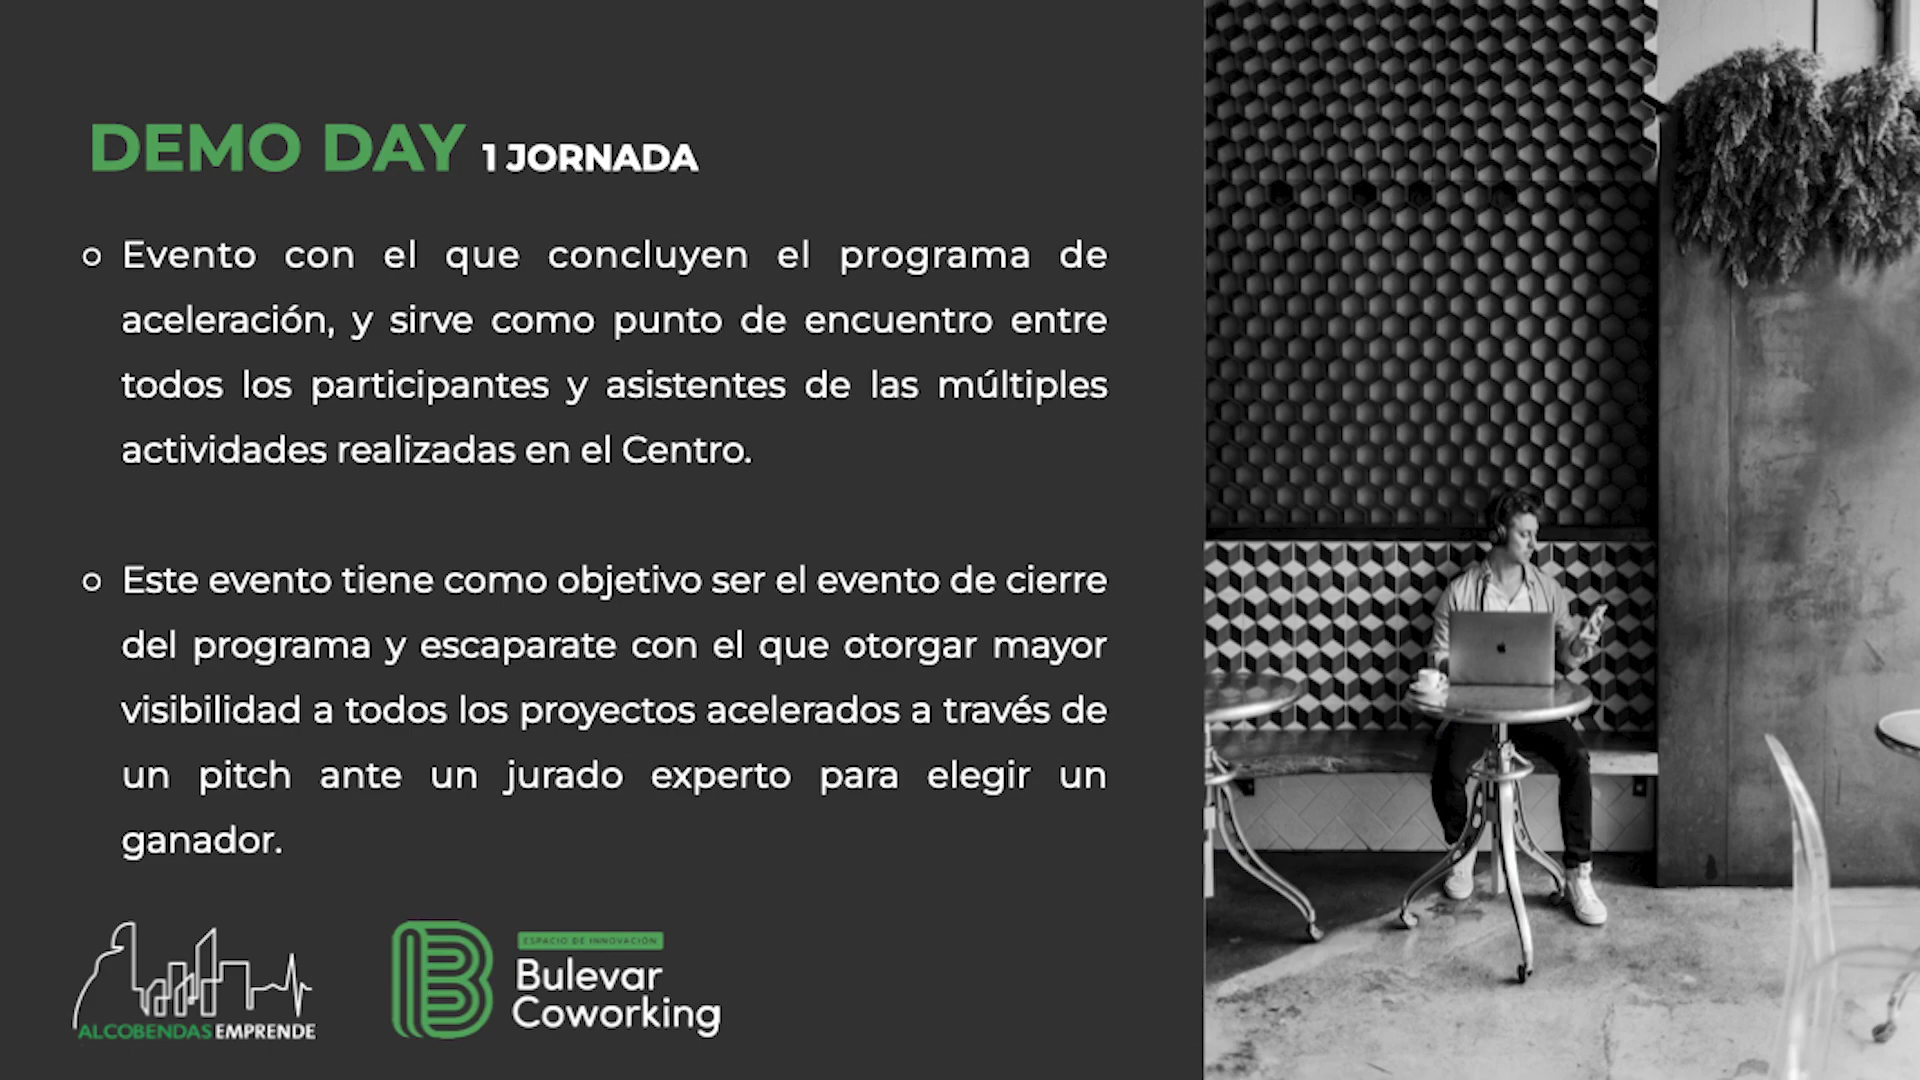 DEMO DAY 1 JORNADA
Evento con el que concluyen el programa de
aceleración, y sirve como punto de encuentro entre
todos los participantes y asistentes de las múltiples
actividades realizadas en el Centro.
Este evento tiene como objetivo ser el evento de cierre
del programa y escaparate con el que otorgar mayor
visibilidad a todos los proyectos acelerados a través de
un pitch ante un jurado experto para elegir un
ganador.
ALCOBENDAS EMPRENDE
ESPACIO DE INNOVACIÓN
Bulevar
Coworking